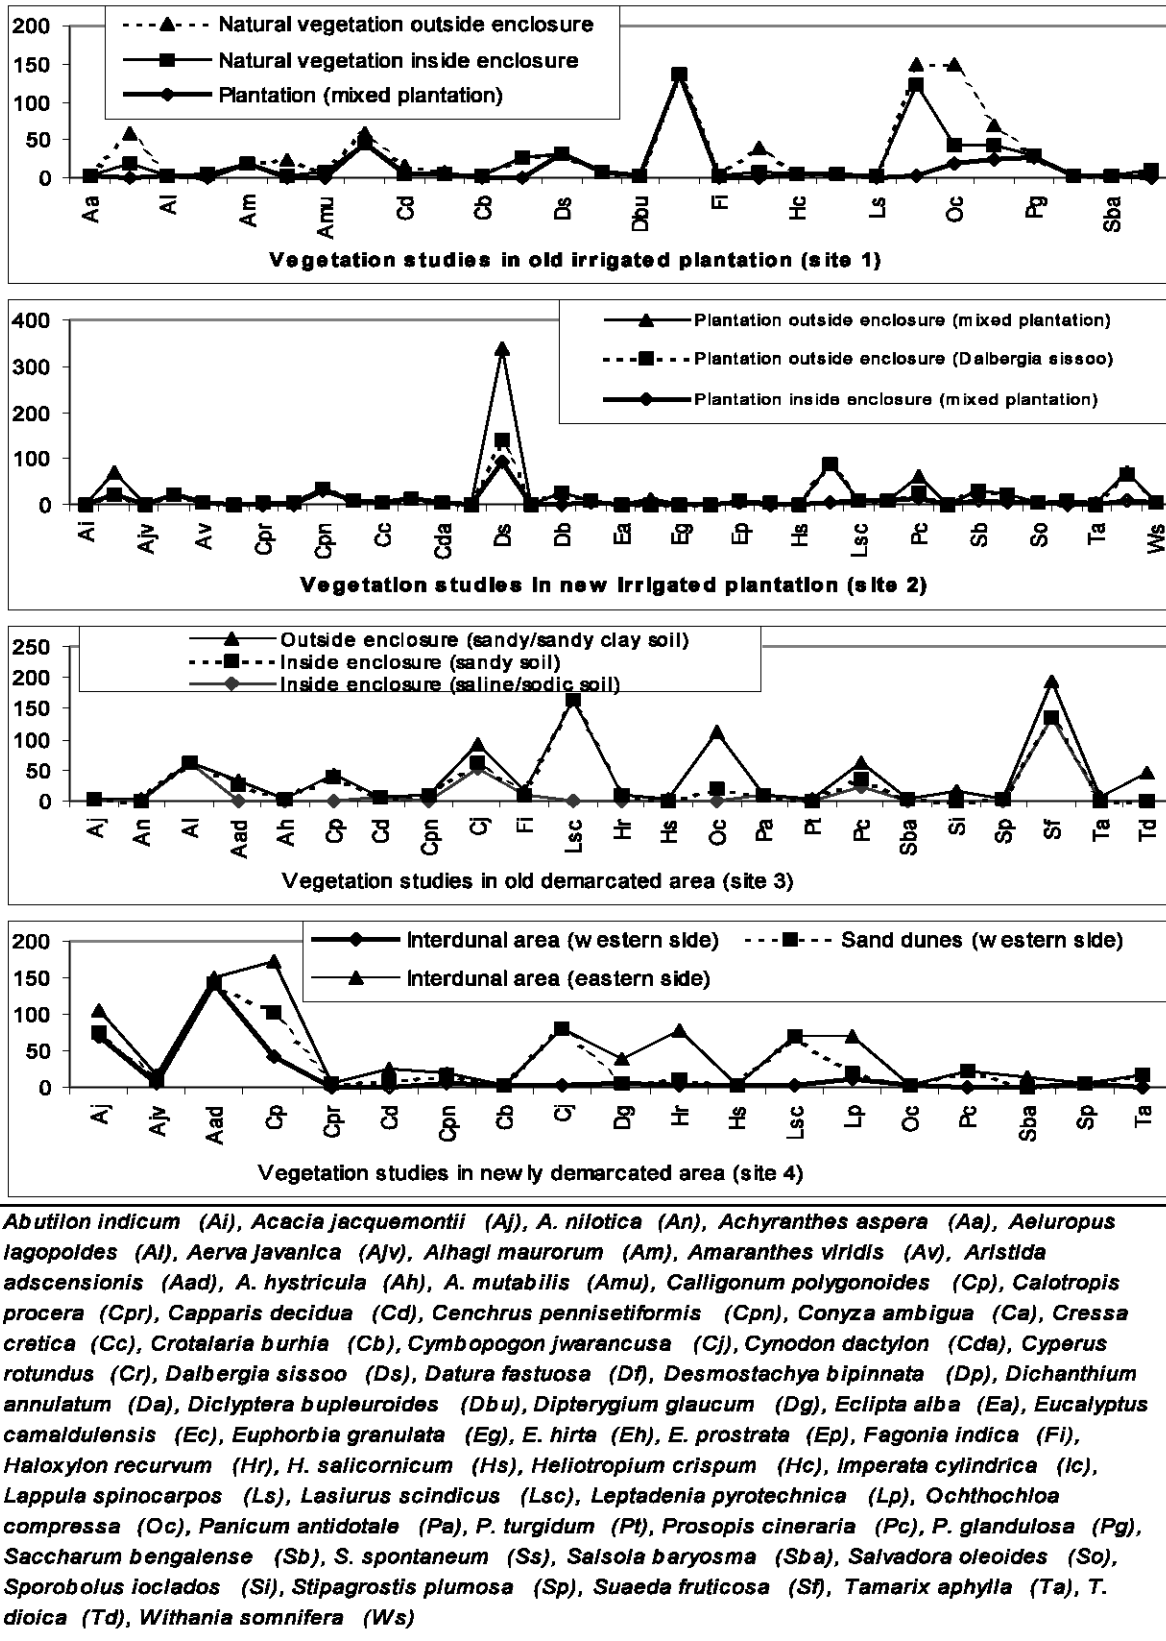 200
150
100
50
0
Natural vegetation outside enclosure
Natural vegetation inside enclosure
Plantation (mixed plantation)
Aa
Al
Am
Amu
Cd
Cb
Ds
Dbu
Fi
Hc
Ls
Oc
Pg
Sba
Vegetation studies in old irrigated plantation (site 1)
400
300
200
100
0
Plantation outside enclosure (mixed plantation)
Plantation outside enclosure (Dalbergia sissoo)
Plantation inside enclosure (mixed plantation)
Ai
Ajv
Av
Cpr
Cpn
Cc
Cda
Ds
Db
Ea
Eg
Ep
Hs
Lsc
Pc
Sb
So
Ta
Ws
Vegetation studies in new irrigated plantation (site 2)
250
200
150
100
50
0
Outside enclosure (sandy/sandy clay soil)
Inside enclosure (sandy soil)
Inside enclosure (saline/sodic soil)
Aj
An
Al
Aad
Ah
Cp
Cd
Cpn
Cj
Fi
Lsc
Hr
Hs
Oc
Pa
Pt
Pc
Sba
Si
Sp
Sf
Ta
Td
Vegetation studies in old demarcated area (site 3)
200
150
100
50
0
Interdunal area (western side) Sand dunes (western side)
Interdunal area (eastern side)
Aj
Ajv
Aad
Cp
Cpr
Cd
Cpn
Cb
Cj
Dg
Hr
Hs
Lsc
Lp
Oc
Pc
Sba
Sp
Ta
Vegetation studies in newly demarcated area (site 4)
Abutilon indicum (Ai), Acacia jacquemontii (Aj), A. nilotica (An), Achyranthes aspera (Aa), Aeluropus
lagopoides (Al), Aerva javanica (Ajv), Alhagi maurorum (Am), Amaranthes viridis (Av), Aristida
adscensionis (Aad), A. hystricula (Ah), A. mutabilis (Amu), Calligonum polygonoides (Cp), Calotropis
procera (Cpr), Capparis decidua (Cd), Cenchrus pennisetiformis (Cpn), Conyza ambigua (Ca), Cressa
cretica (Cc), Crotalaria burhia (Cb), Cymbopogon jwarancusa (Cj), Cynodon dactylon (Cda), Cyperus
rotundus (Cr), Dalbergia sissoo (Ds), Datura fastuosa (Df), Desmostachya bipinnata (Dp), Dichanthium
annulatum (Da), Diclyptera bupleuroides (Dbu), Dipterygium glaucum (Dg), Eclipta alba (Ea), Eucalyptus
camaldulensis (Ec), Euphorbia granulata (Eg), E. hirta (Eh), E. prostrata (Ep), Fagonia indica (Fi),
Haloxylon recurvum (Hr), H. salicornicum (Hs), Heliotropium crispum (Hc), Imperata cylindrica (Ic),
Lappula spinocarpos (Ls), Lasiurus scindicus (Lsc), Leptadenia pyrotechnica (Lp), Ochthochloa
compressa (Oc), Panicum antidotale (Pa), P. turgidum (Pt), Prosopis cineraria (Pc), P. glandulosa (Pg),
Saccharum bengalense (Sb), S. spontaneum (Ss), Salsola baryosma (Sba), Salvadora oleoides (So),
Sporobolus ioclados (Si), Stipagrostis plumosa (Sp), Suaeda fruticosa (Sf), Tamarix aphylla (Ta), T.
dioica (Td), Withania somnifera (Ws)